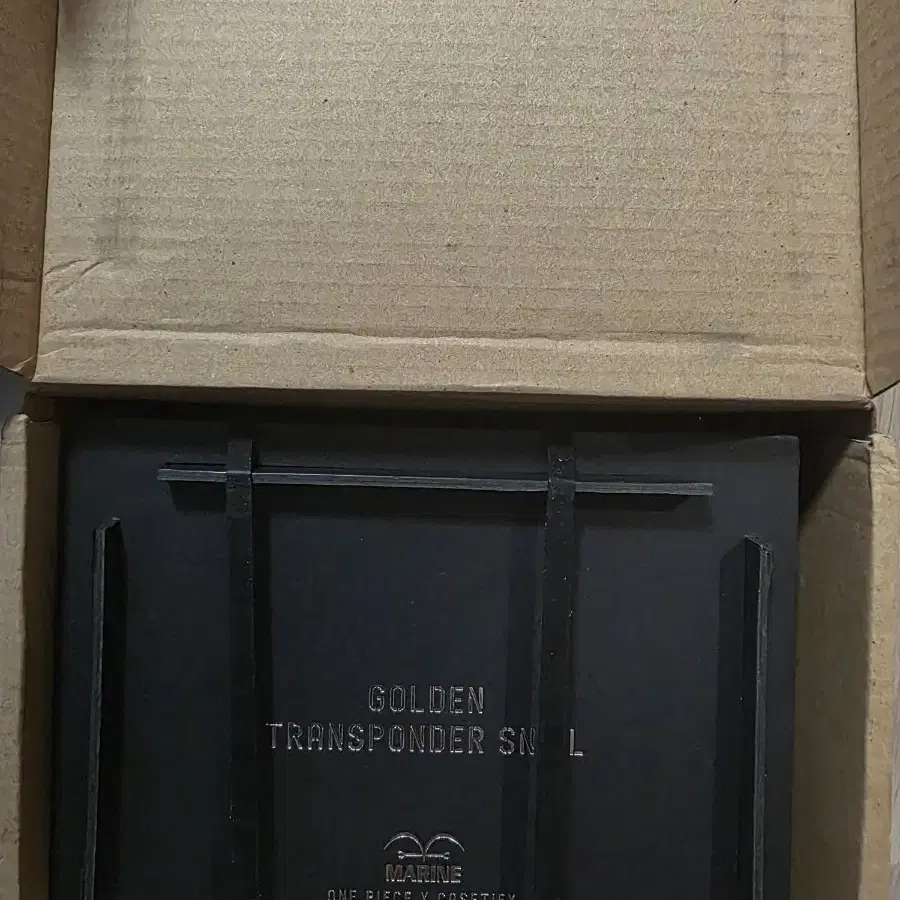 GOLDEN
TRANSPONDER SN L
MARINE
ONE PIECE X CASETIFY